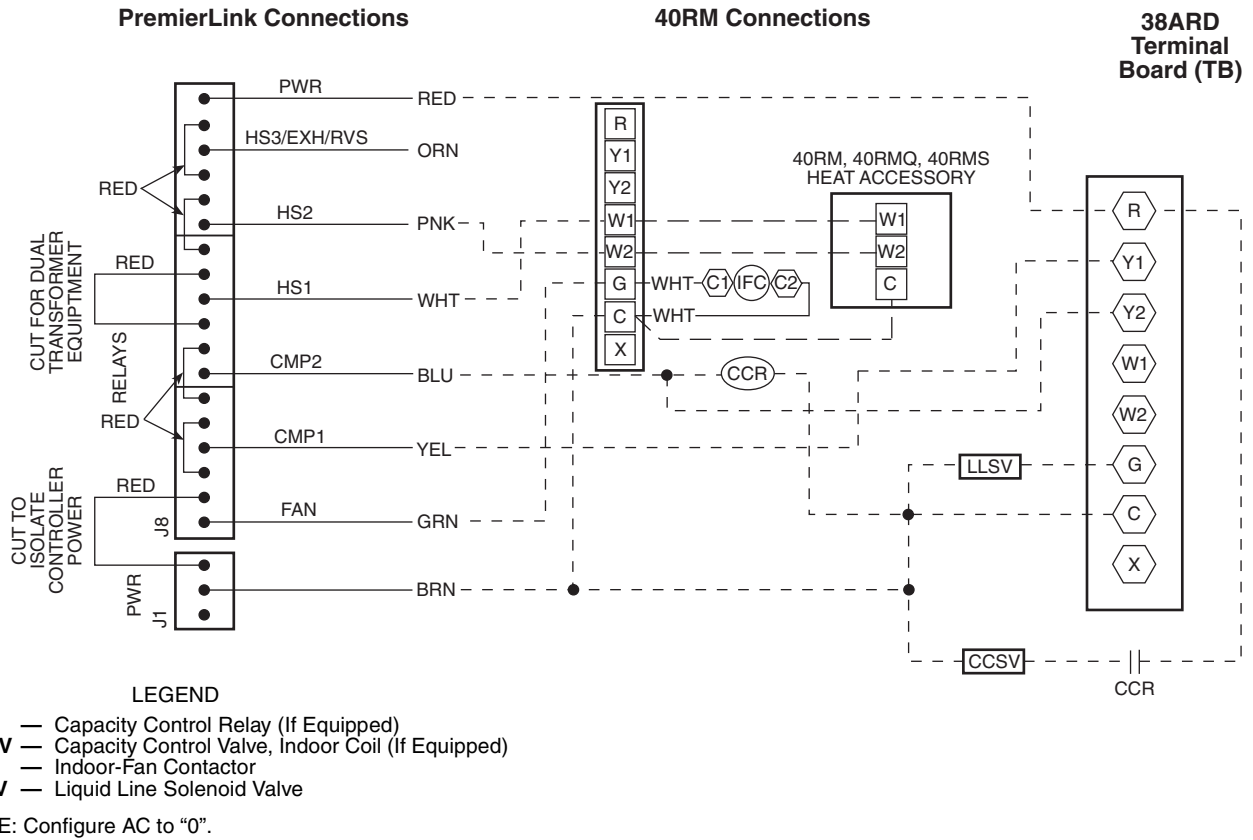 PremierLink Connections
40RM Connections
38ARD
Terminal
Board (TB)
PWR
RED
HS3/EXH/RVS
ORN
RED
HS2
PNK
RED
HS1
WHT
CMP2
BLU
RED
CMP1
YEL
RED
FAN
GRN
BRN
CUT FOR DUAL
TRANSFORMER
EQUIPTMENT
RELAYS
CUT TO
ISOLATE
CONTROLLER
POWER
J8
PWR
J1
R
Y1
Y2
W1
W2
G
C
X
WHT
C1
IFC
C2
WHT
40RM, 40RMQ, 40RMS
HEAT ACCESSORY
W1
W2
C
CCR
LLSV
CCSV
CCR
R
Y1
Y2
W1
W2
G
C
X
LEGEND
— Capacity Control Relay (If Equipped)
V — Capacity Control Valve, Indoor Coil (If Equipped)
— Indoor-Fan Contactor
V — Liquid Line Solenoid Valve
E: Configure AC to “0”.